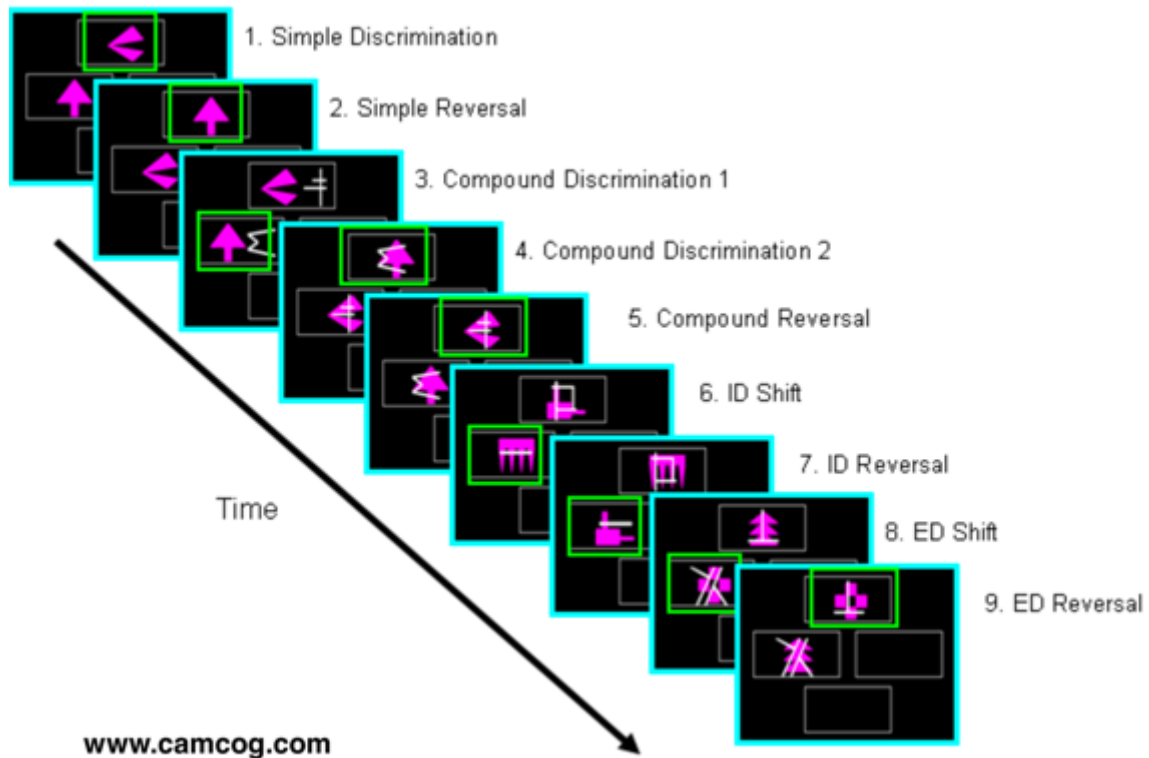 1. Simple Discrimination
2. Simple Reversal
3. Compound Discrimination 1
4. Compound Discrimination 2
5. Compound Reversal
6. ID Shift
7. ID Reversal
8. ED Shift
9. ED Reversal
Time
www.camcog.com